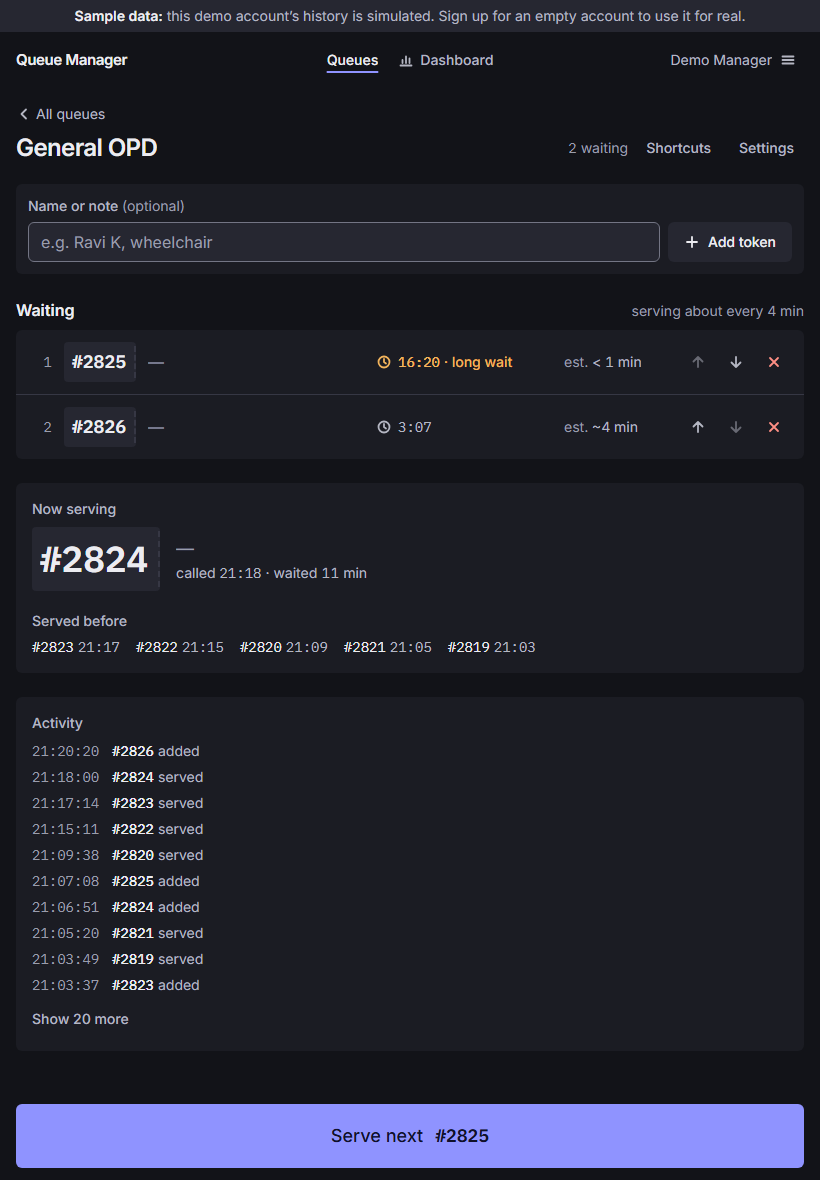 Sample data: this demo account’s history is simulated. Sign up for an empty account to use it for real.
Queue Manager
Queues
Dashboard
Demo Manager
All queues
General OPD
2 waiting
Shortcuts
Settings
Name or note (optional)
e.g. Ravi K, wheelchair
+ Add token
Waiting
serving about every 4 min
1 #2825 — 16:20 · long wait est. < 1 min
2 #2826 — 3:07 est. ~4 min
Now serving
#2824
—
called 21:18 · waited 11 min
Served before
#2823 21:17 #2822 21:15 #2820 21:09 #2821 21:05 #2819 21:03
Activity
21:20:20 #2826 added
21:18:00 #2824 served
21:17:14 #2823 served
21:15:11 #2822 served
21:09:38 #2820 served
21:07:08 #2825 added
21:06:51 #2824 added
21:05:20 #2821 served
21:03:49 #2819 served
21:03:37 #2823 added
Show 20 more
Serve next #2825